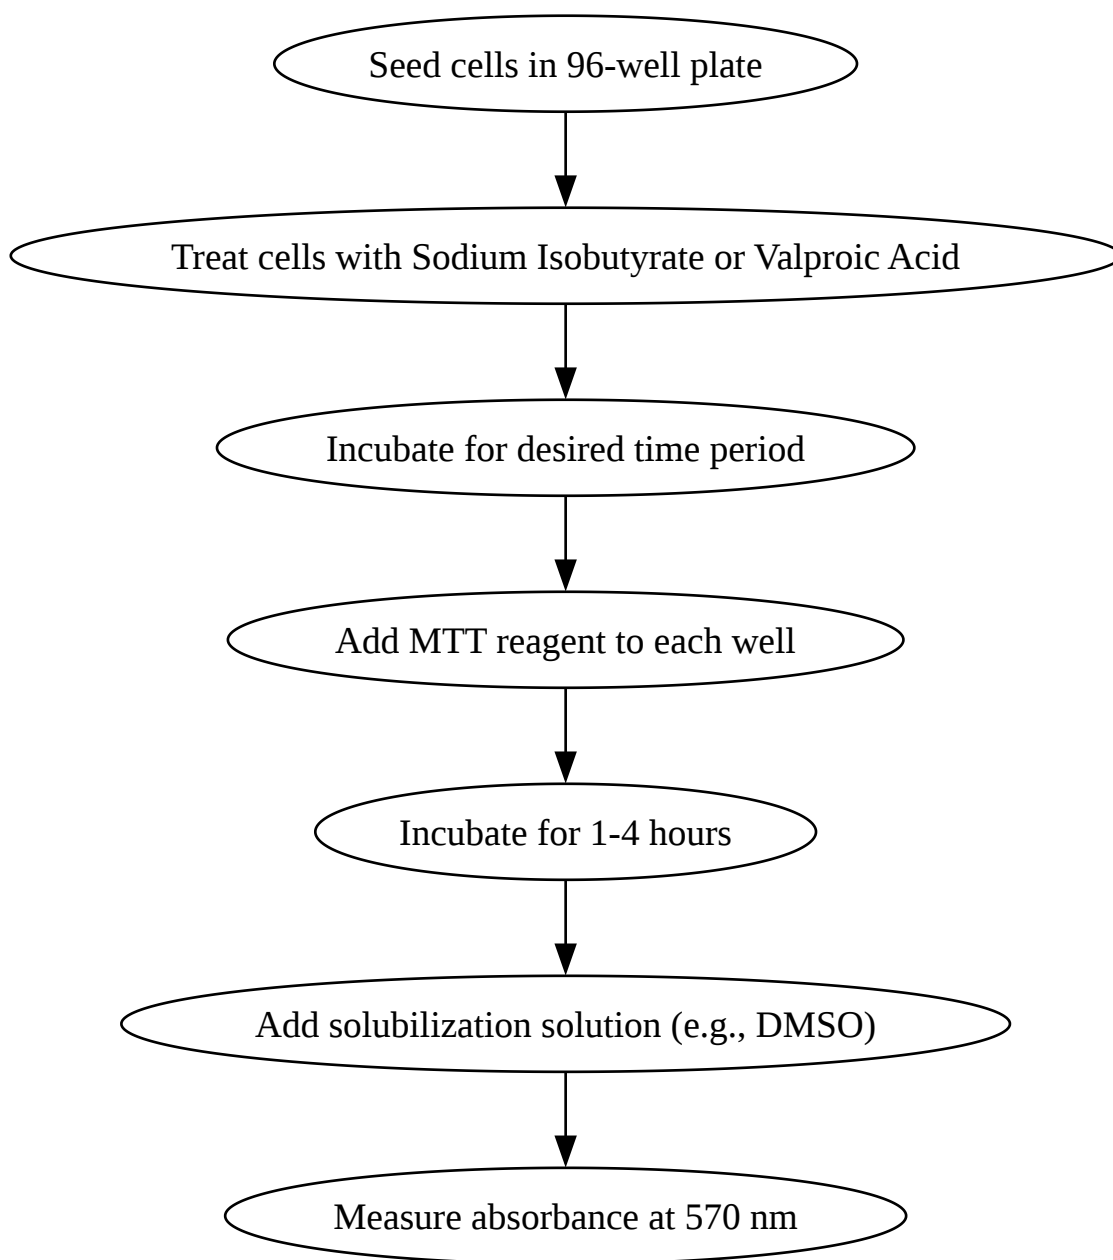 Seed cells in 96-well plate
Treat cells with Sodium Isobutyrate or Valproic Acid
Incubate for desired time period
Add MTT reagent to each well
Incubate for 1-4 hours
Add solubilization solution (e.g., DMSO)
Measure absorbance at 570 nm